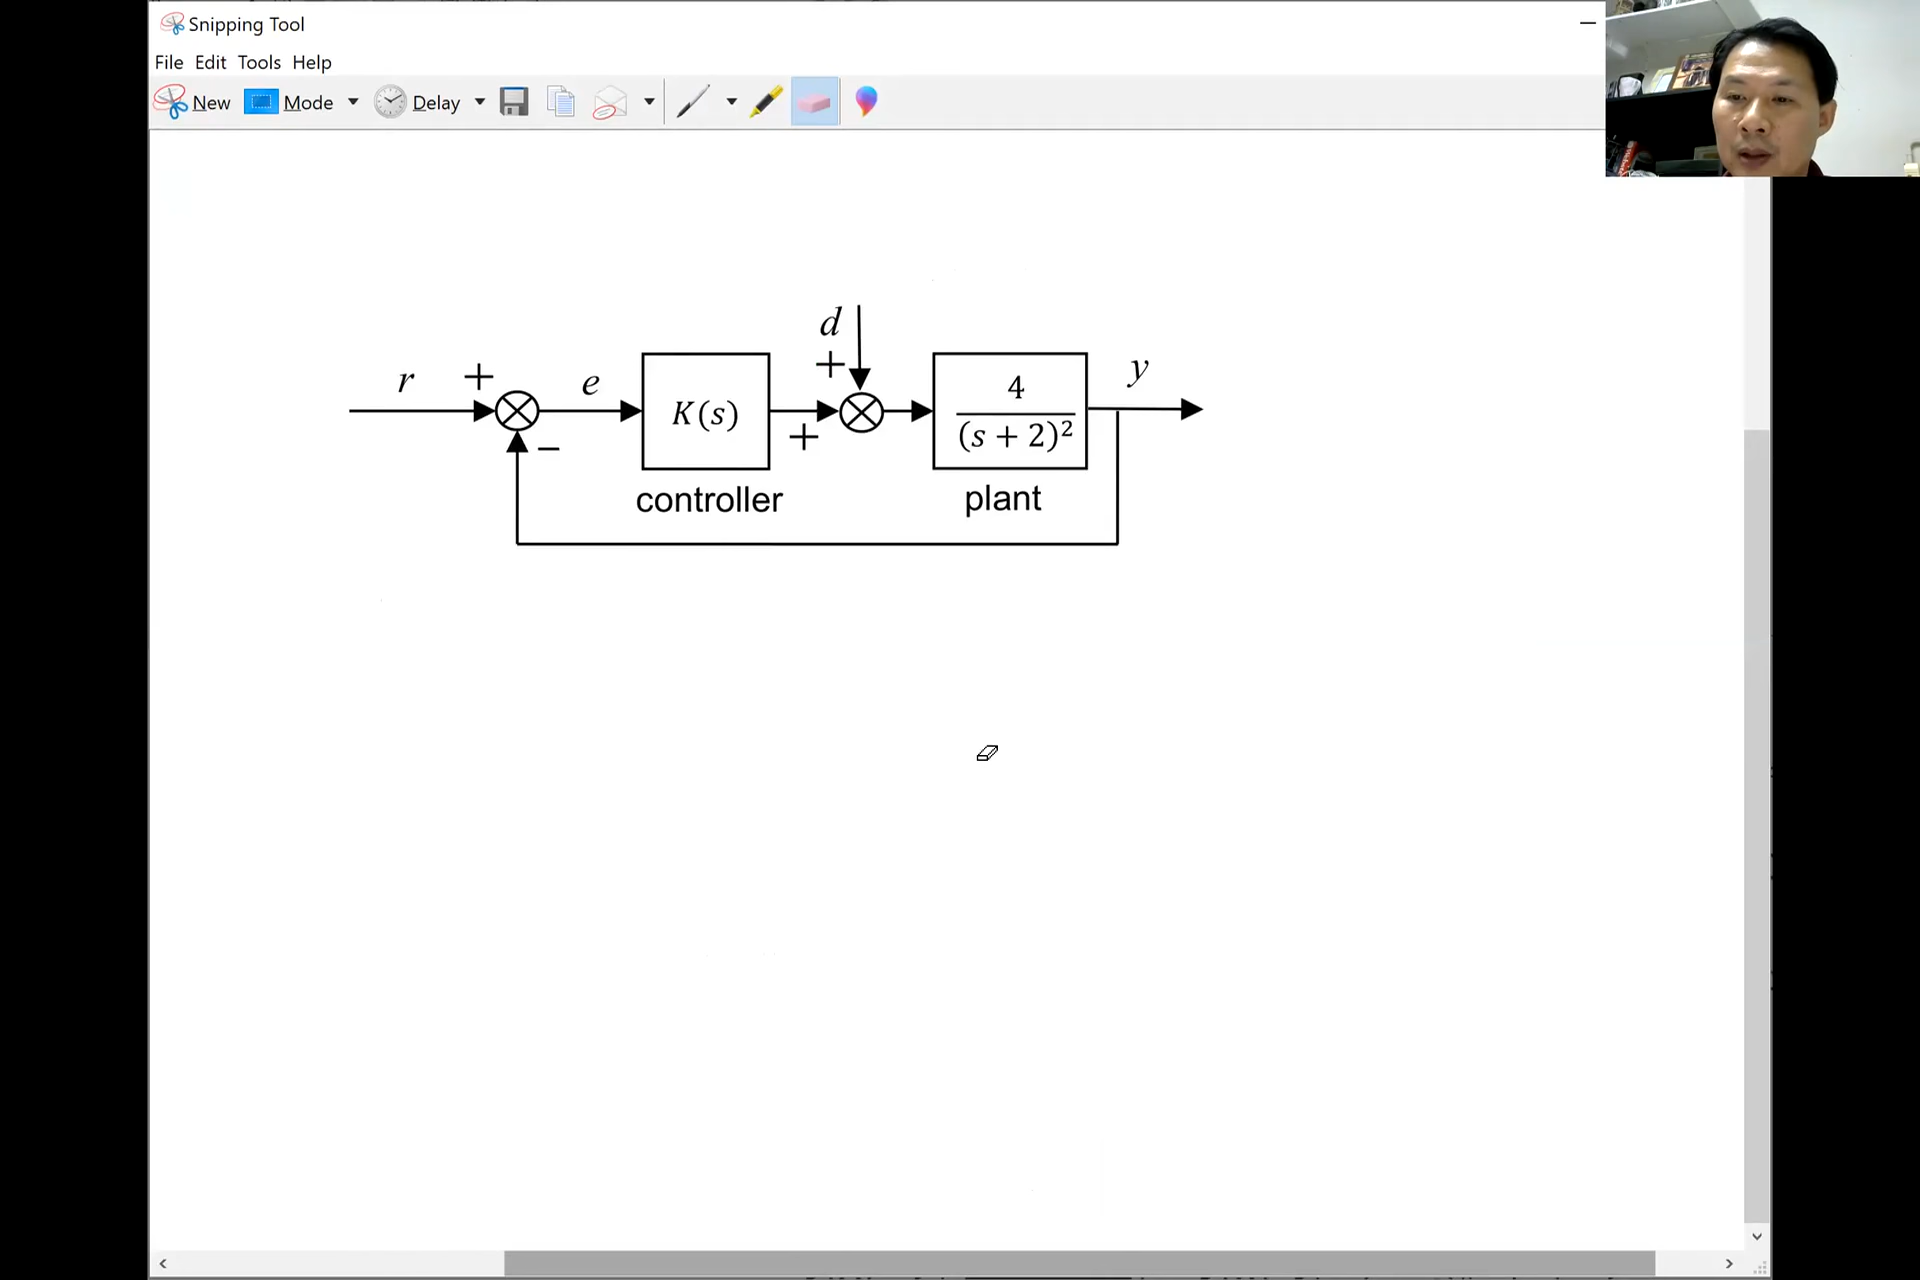 Snipping Tool
File Edit Tools Help
New Mode Delay
d
r + e K(s) + + 4 y
(s + 2)²
−
controller plant